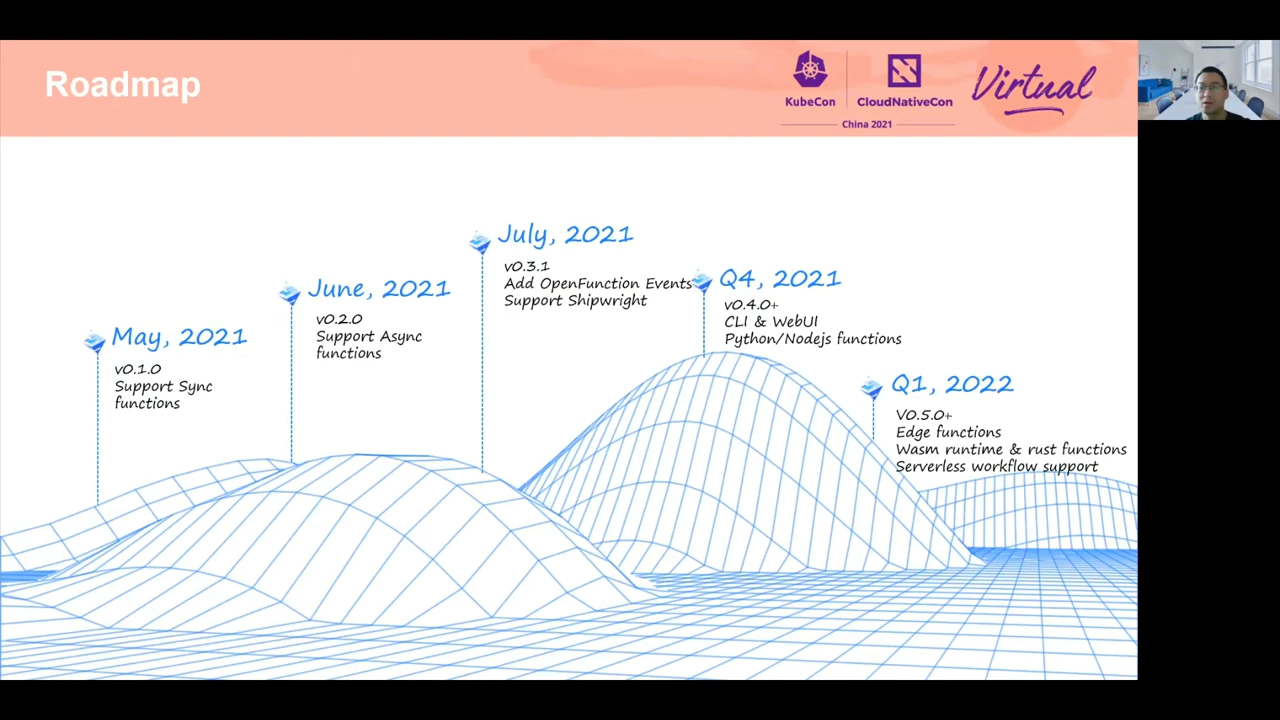 Roadmap
KubeCon
CloudNativeCon
China 2021
Virtual
May, 2021
v0.1.0
Support Sync
functions
June, 2021
v0.2.0
Support Async
functions
July, 2021
v0.3.1
Add OpenFunction Events
Support Shipwright
Q4, 2021
v0.4.0+
CLI & WebUI
Python/Nodejs functions
Q1, 2022
V0.5.0+
Edge functions
Wasm runtime & rust functions
Serverless workflow support